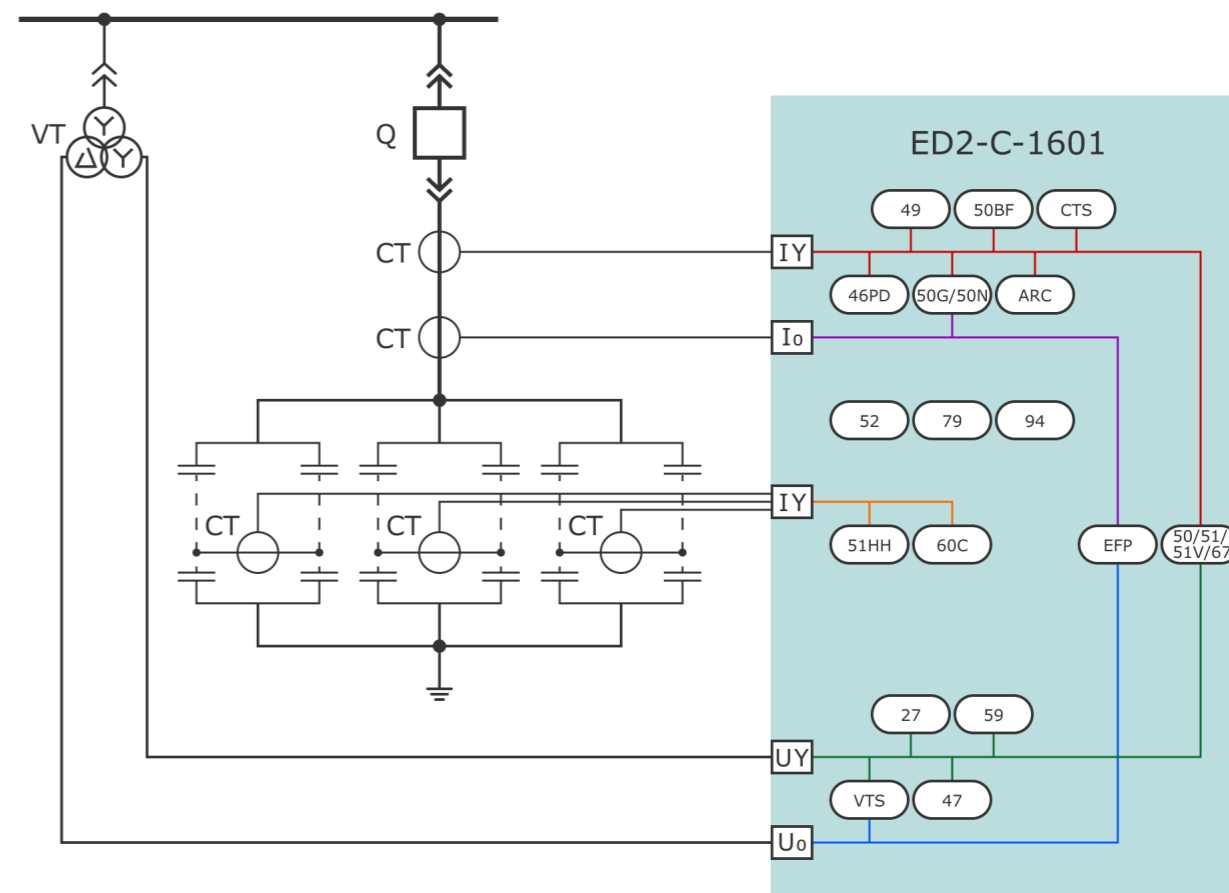 ED2-C-1601
VT
Q
49
50BF
CTS
CT
IY
46PD
50G/50N
ARC
CT
I0
52
79
94
IY
CT
CT
CT
51HH
60C
EFP
50/51/
51V/67
27
59
UY
VTS
47
U0